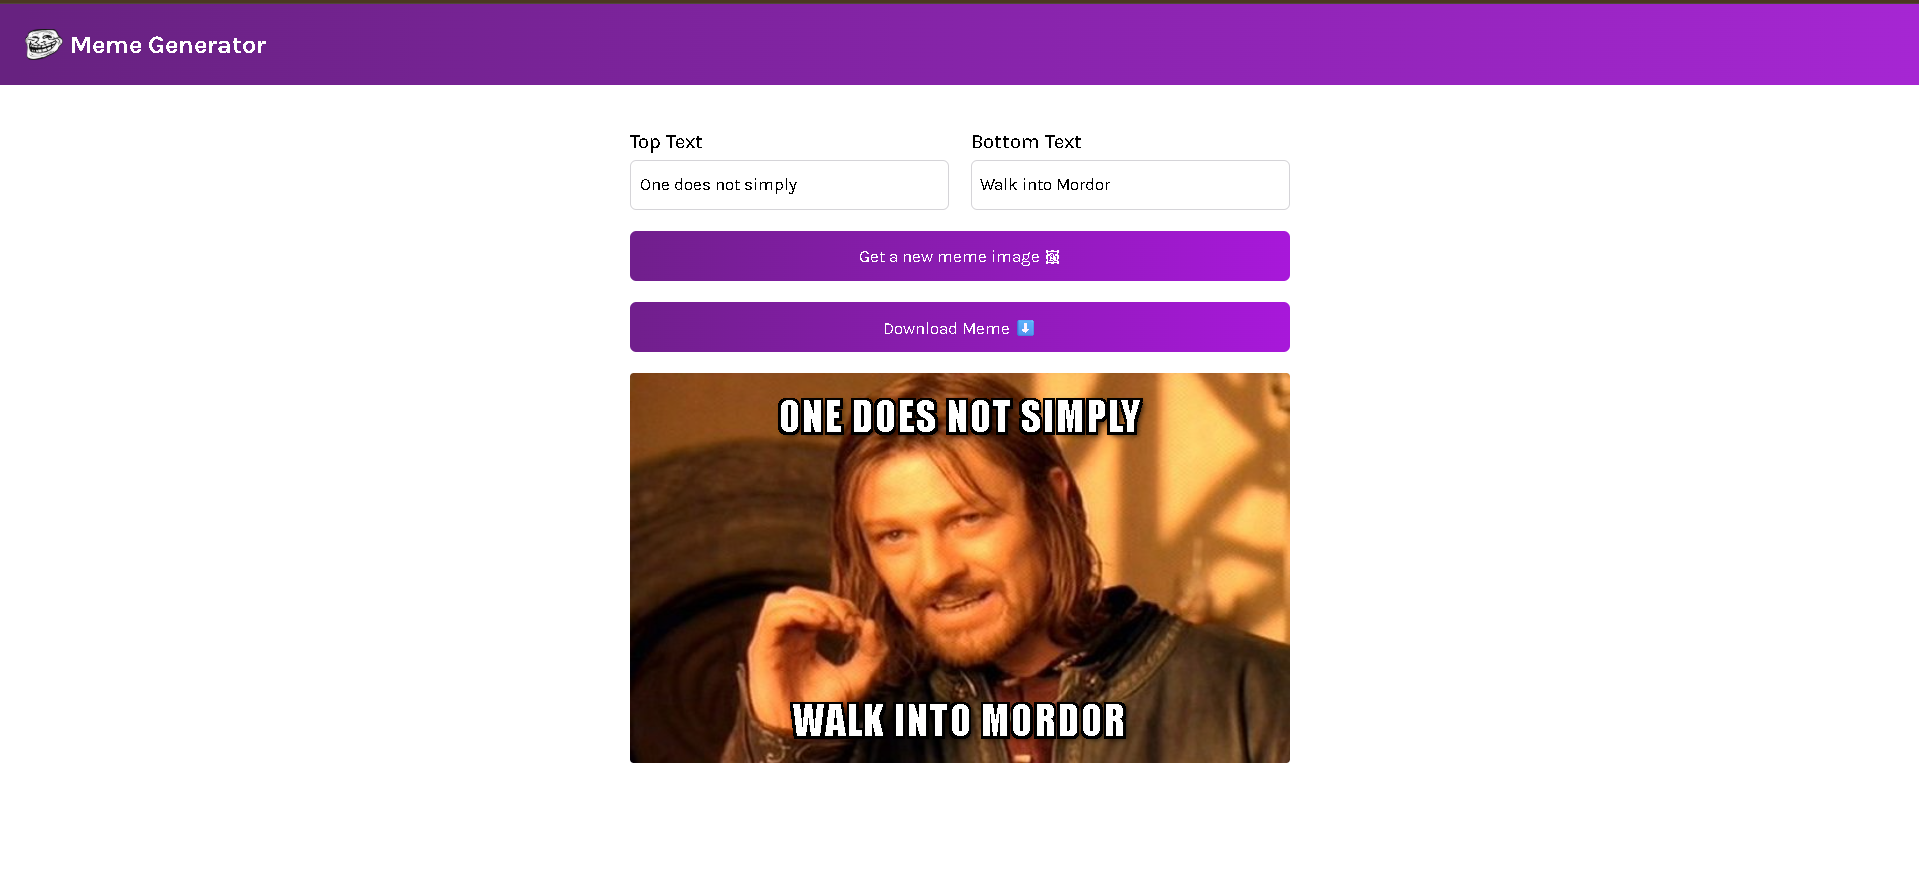 Meme Generator
Top Text
Bottom Text
One does not simply
Walk into Mordor
Get a new meme image 🖼
Download Meme ⬇️
ONE DOES NOT SIMPLY
WALK INTO MORDOR